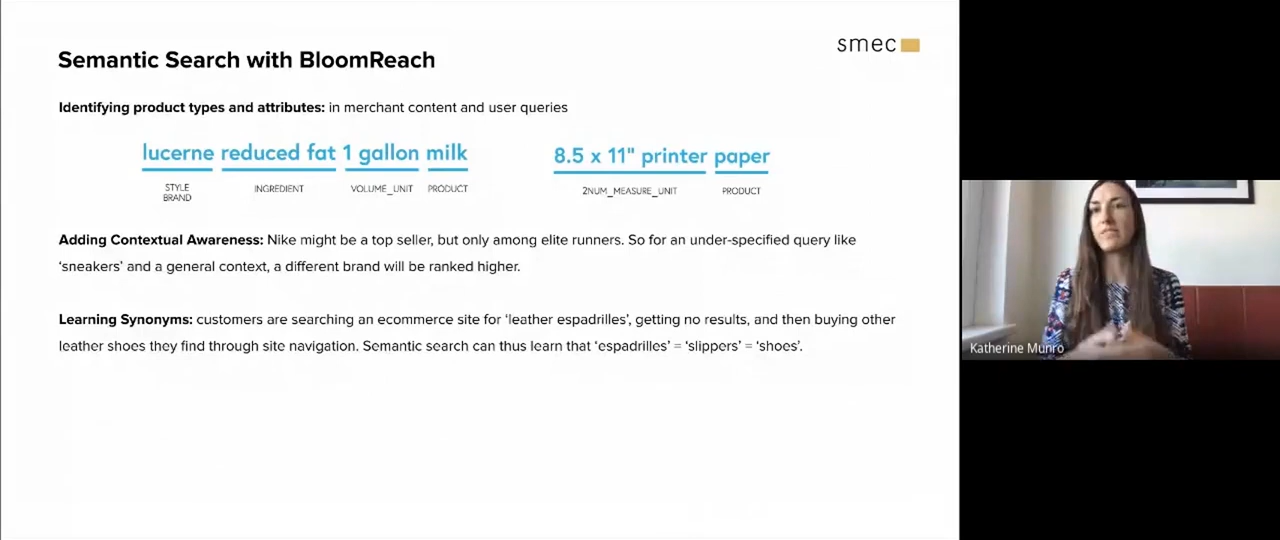 smec
Semantic Search with BloomReach
Identifying product types and attributes: in merchant content and user queries
lucerne reduced fat 1 gallon milk
STYLE BRAND
INGREDIENT
VOLUME_UNIT
PRODUCT
8.5 x 11" printer paper
2NUM_MEASURE_UNIT
PRODUCT
Adding Contextual Awareness: Nike might be a top seller, but only among elite runners. So for an under-specified query like
‘sneakers’ and a general context, a different brand will be ranked higher.
Learning Synonyms: customers are searching an ecommerce site for ‘leather espadrilles’, getting no results, and then buying other
leather shoes they find through site navigation. Semantic search can thus learn that ‘espadrilles’ = ‘slippers’ = ‘shoes’.
Katherine Munro